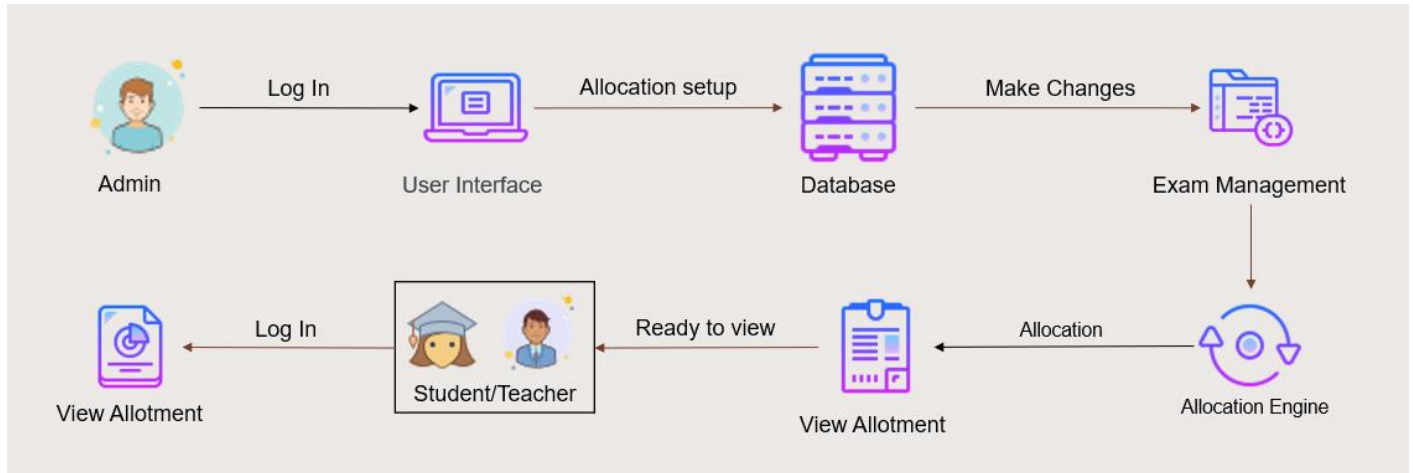 Log In
Allocation setup
Make Changes
Admin
User Interface
Database
Exam Management
Log In
Ready to view
Allocation
Student/Teacher
View Allotment
View Allotment
Allocation Engine